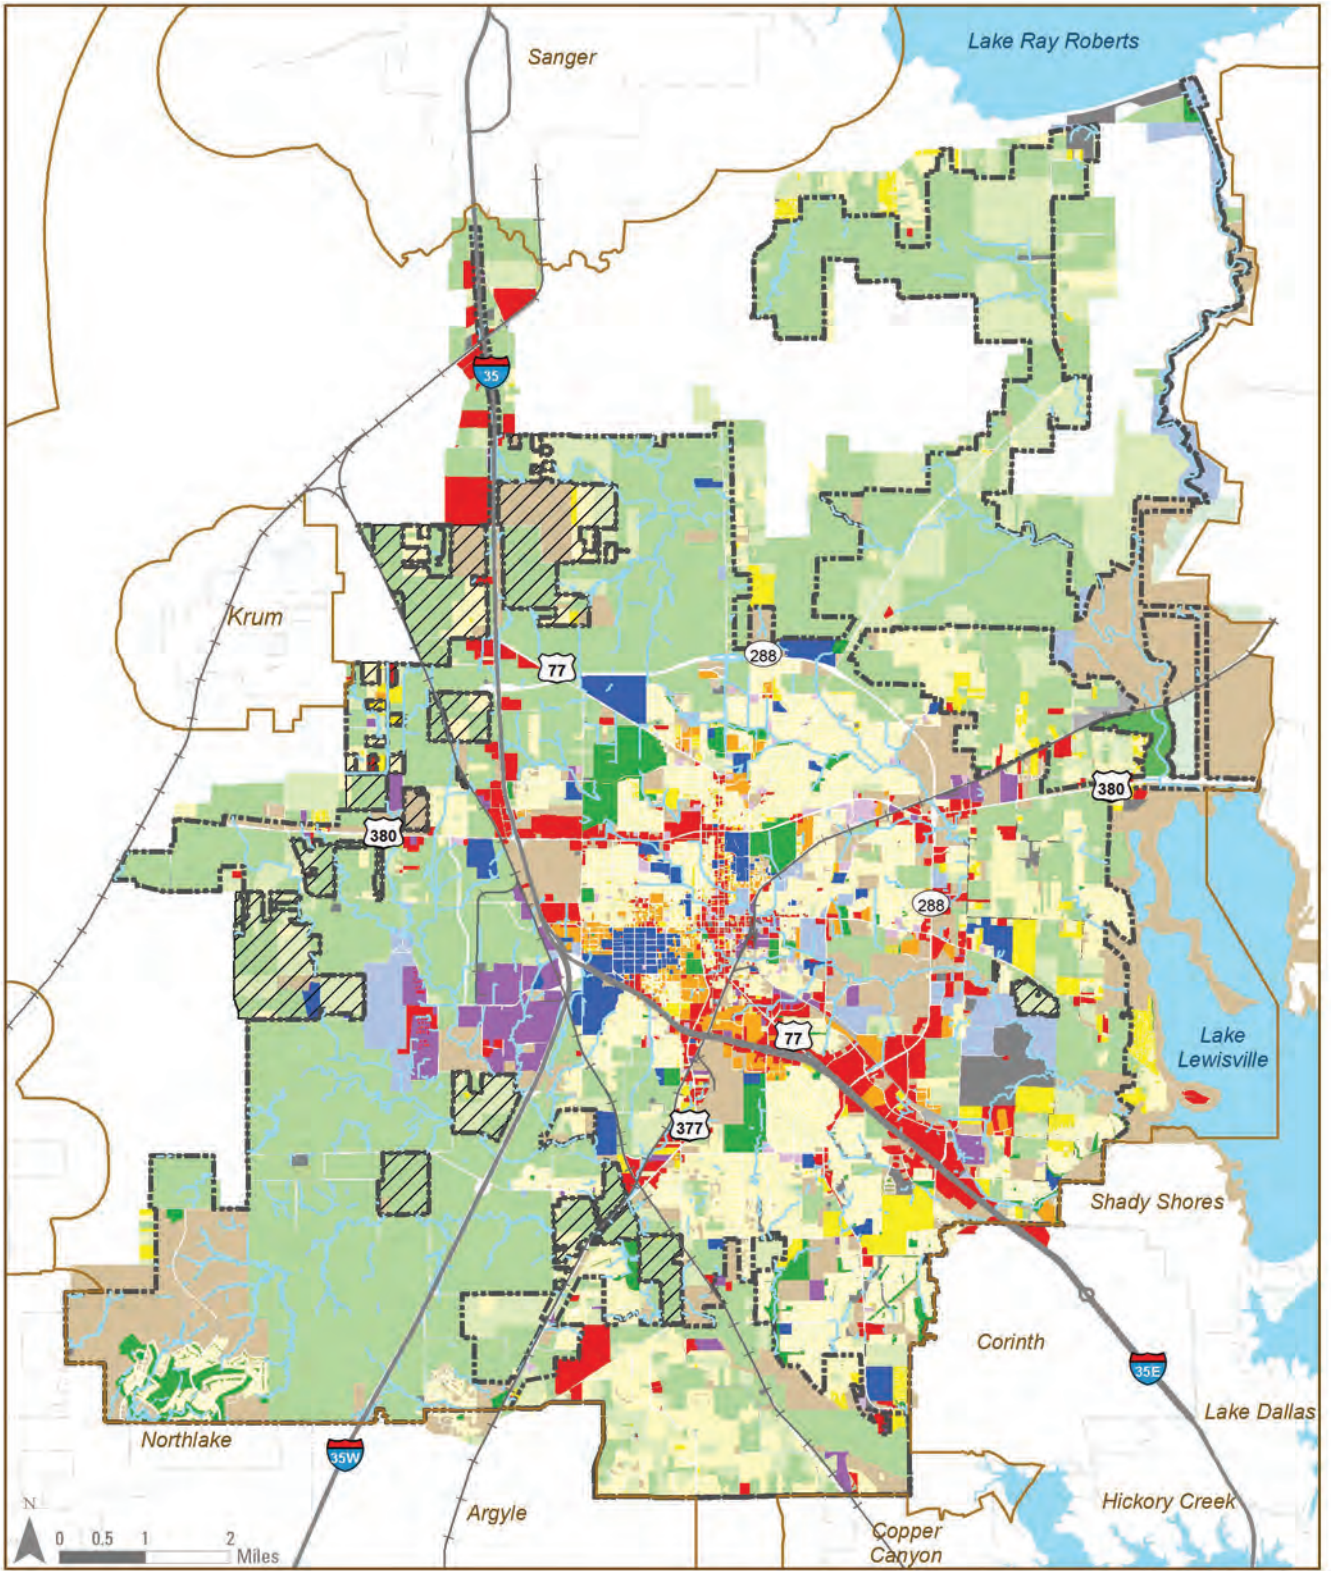 Lake Ray Roberts
Sanger
35
Krum
77
288
380
380
288
77
Lake
Lewisville
377
Shady Shores
Corinth
35E
Lake Dallas
Northlake
35W
Hickory Creek
Argyle
Copper
Canyon
N
0 0.5 1 2
Miles